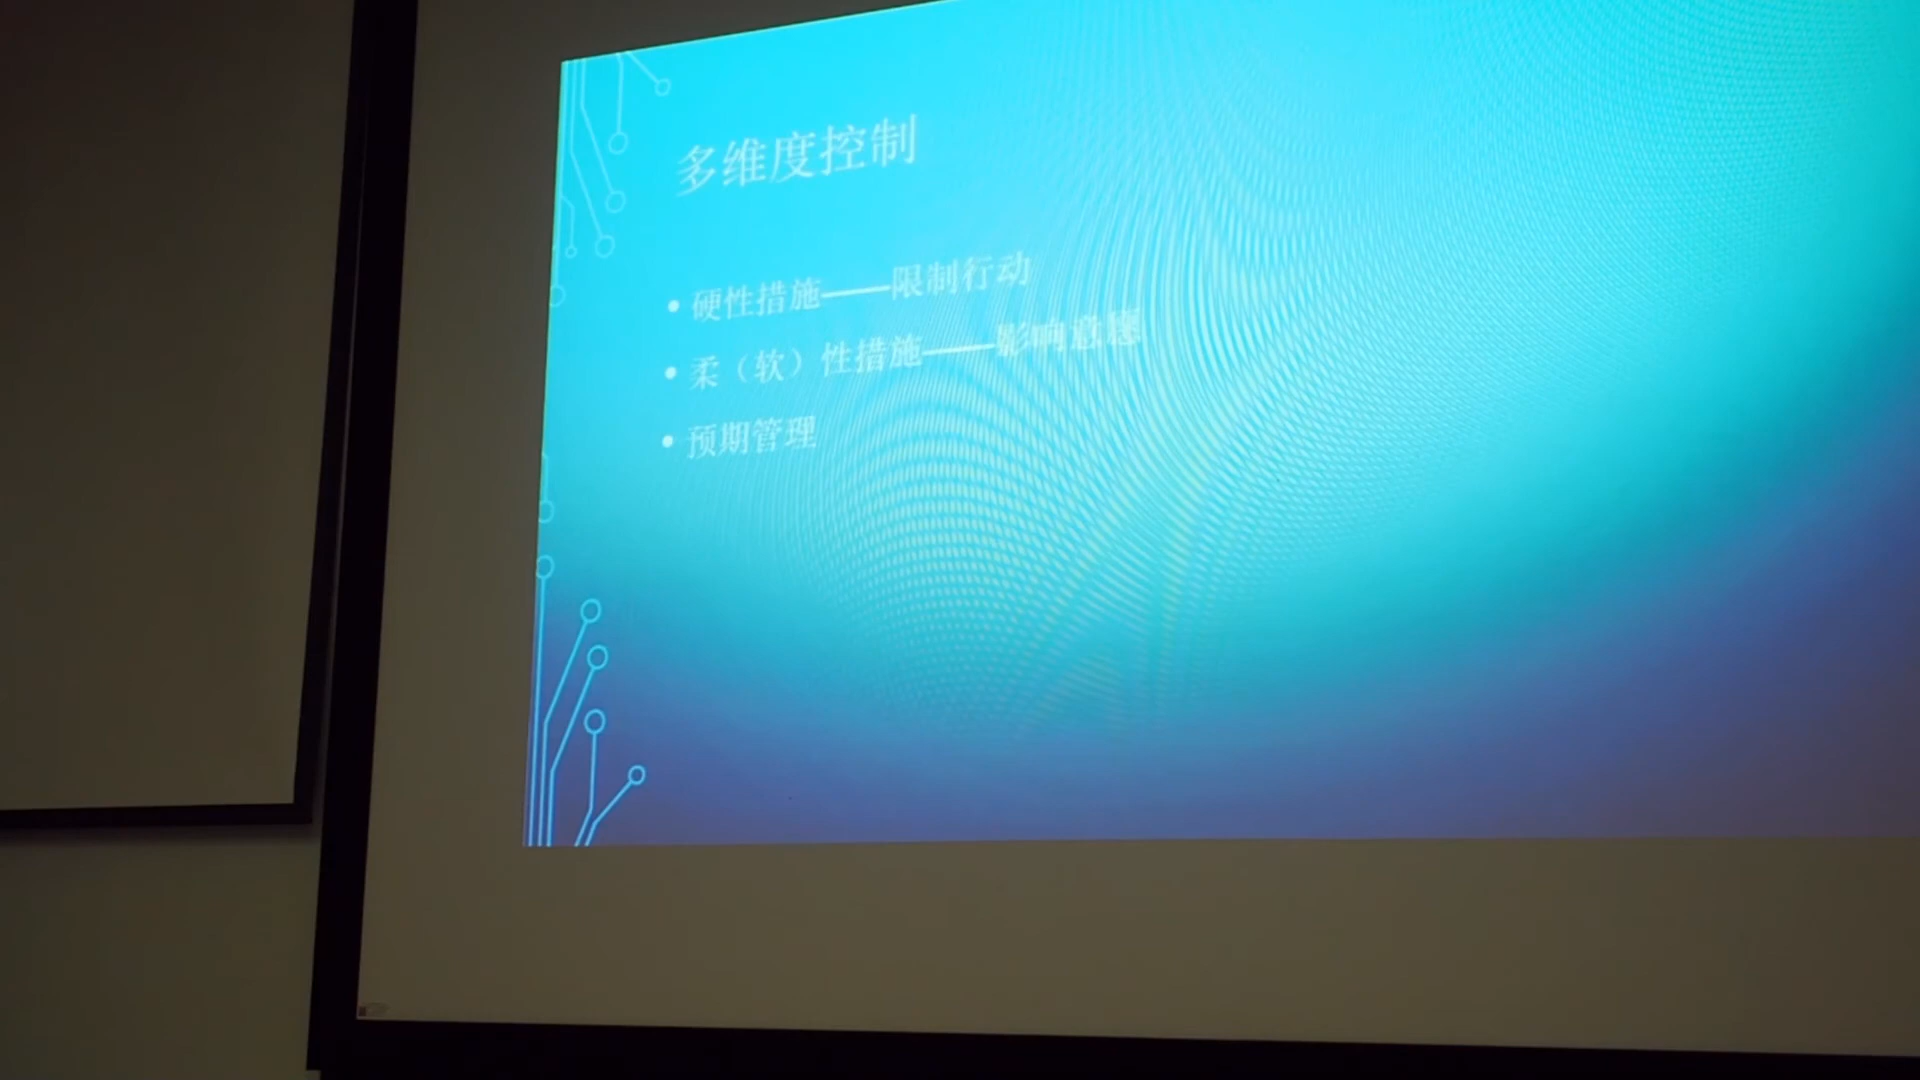 多维度控制
• 硬性措施——限制行动
• 柔（软）性措施——影响意愿
• 预期管理